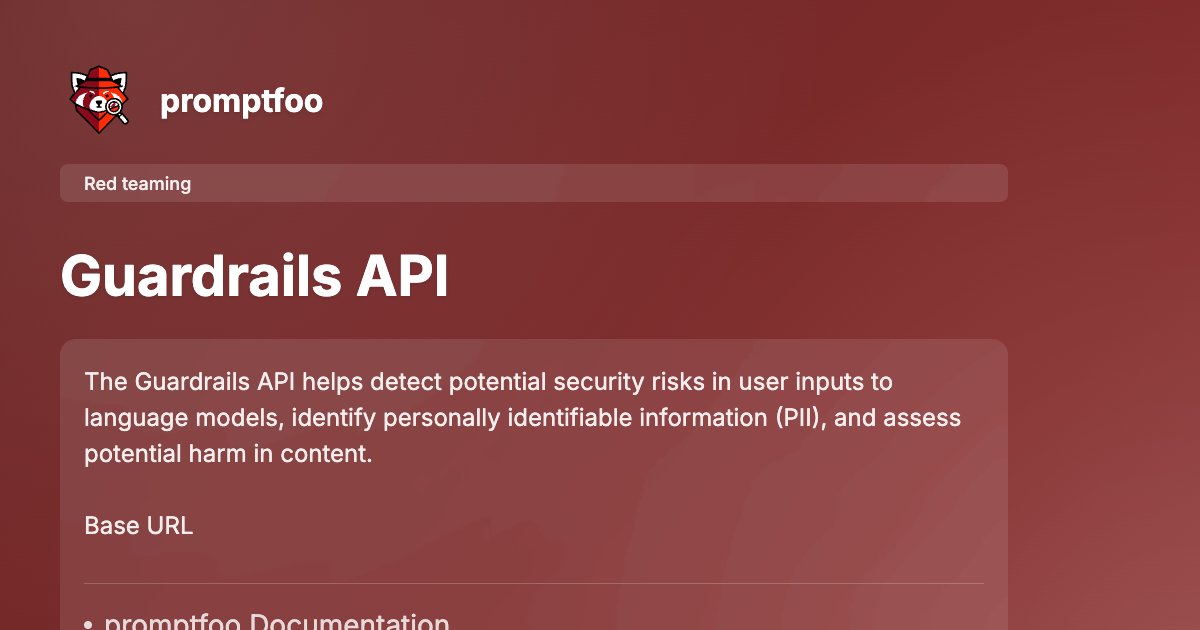 promptfoo
Red teaming
Guardrails API
The Guardrails API helps detect potential security risks in user inputs to
language models, identify personally identifiable information (PII), and assess
potential harm in content.
Base URL
• promptfoo Documentation